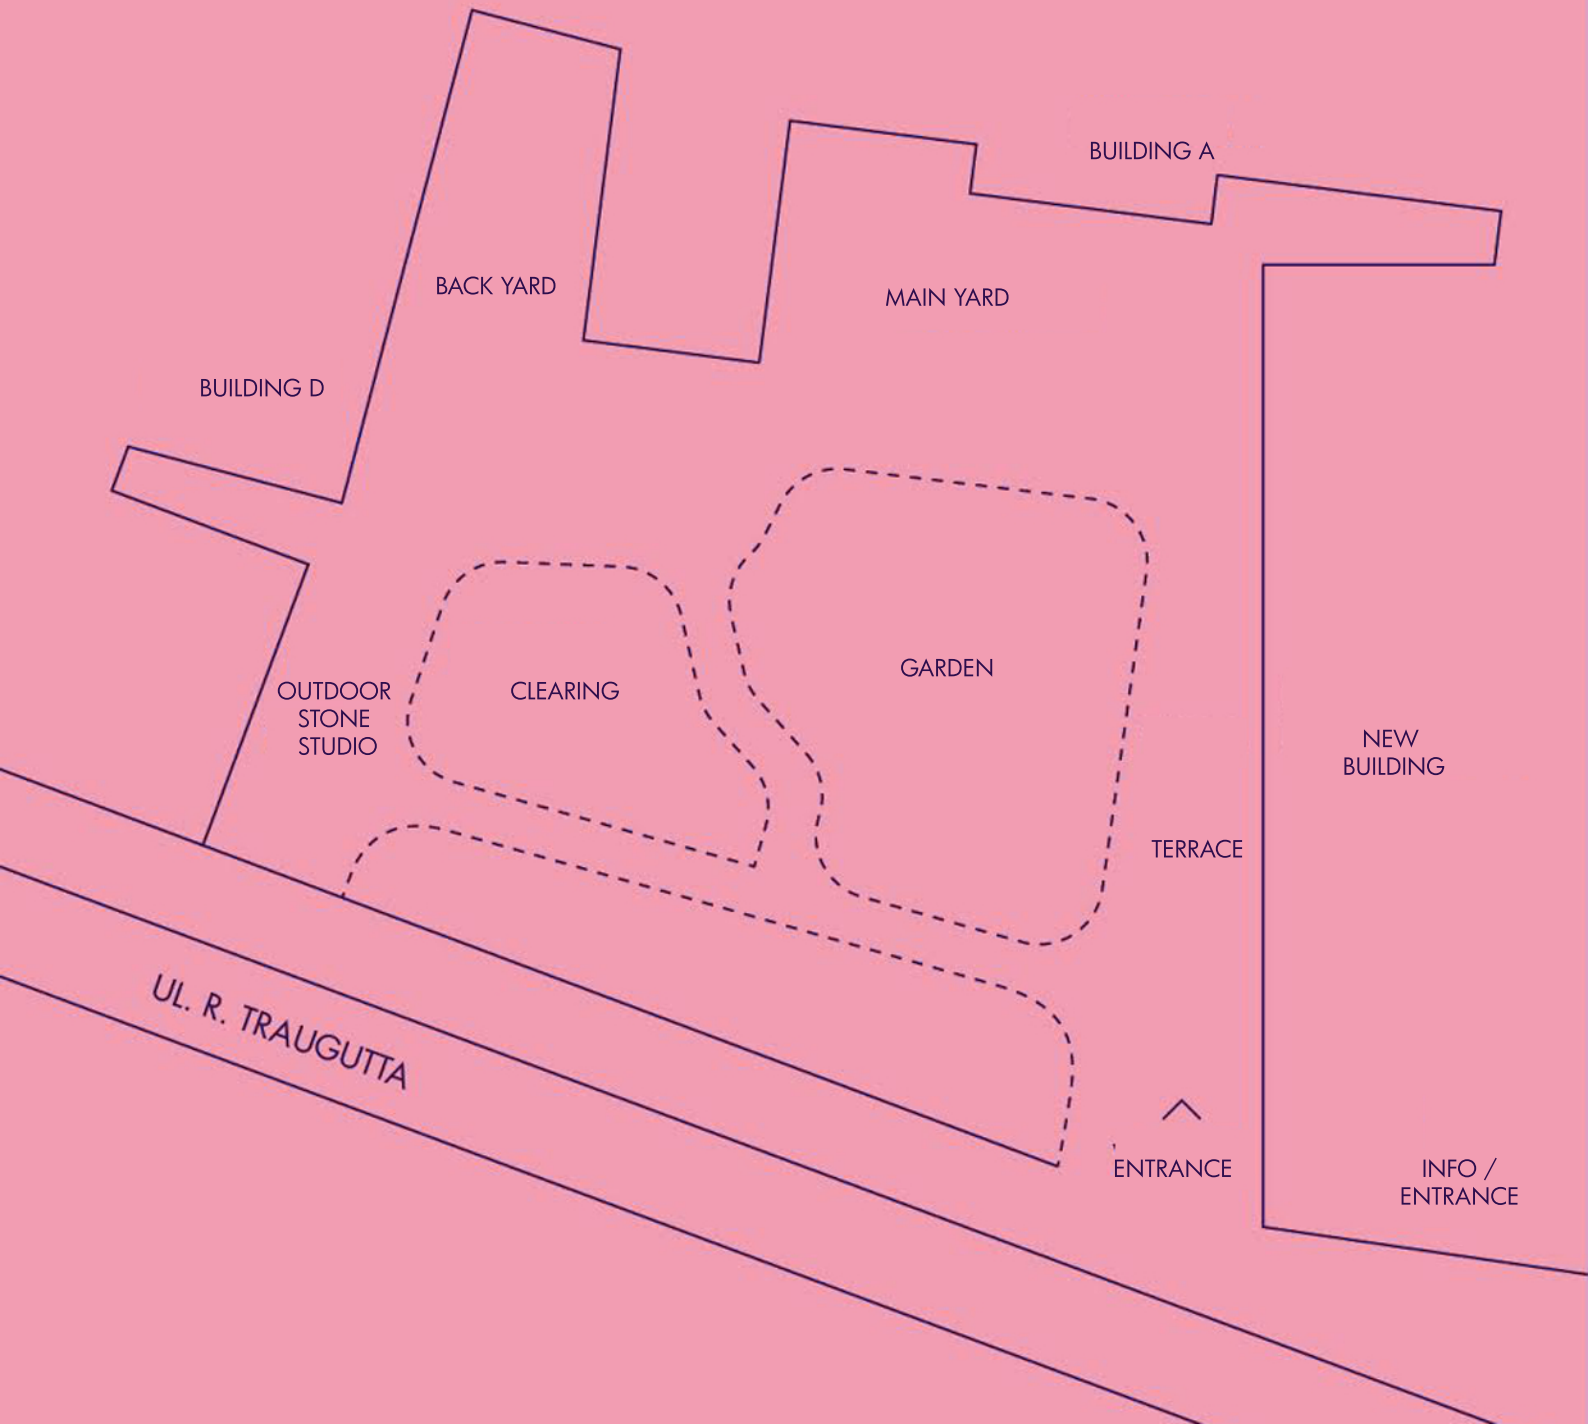 BUILDING A
BACK YARD
MAIN YARD
BUILDING D
GARDEN
OUTDOOR
STONE
STUDIO
CLEARING
NEW
BUILDING
TERRACE
UL. R. TRAUGUTTA
ENTRANCE
INFO /
ENTRANCE